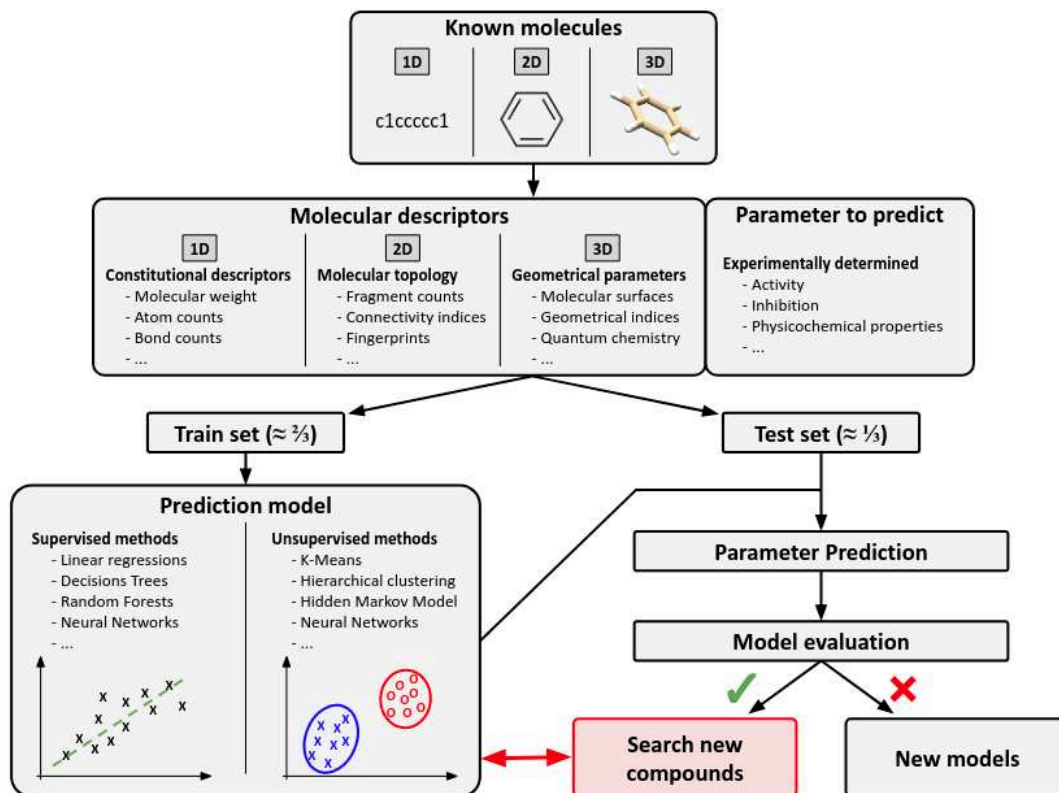 Known molecules
1D
2D
3D
c1ccccc1
Molecular descriptors
1D
Constitutional descriptors
- Molecular weight
- Atom counts
- Bond counts
- ...
2D
Molecular topology
- Fragment counts
- Connectivity indices
- Fingerprints
- ...
3D
Geometrical parameters
- Molecular surfaces
- Geometrical indices
- Quantum chemistry
- ...
Parameter to predict
Experimentally determined
- Activity
- Inhibition
- Physicochemical properties
- ...
Train set (≈ ⅔)
Test set (≈ ⅓)
Prediction model
Supervised methods
- Linear regressions
- Decisions Trees
- Random Forests
- Neural Networks
- ...
Unsupervised methods
- K-Means
- Hierarchical clustering
- Hidden Markov Model
- Neural Networks
- ...
Parameter Prediction
Model evaluation
Search new
compounds
New models